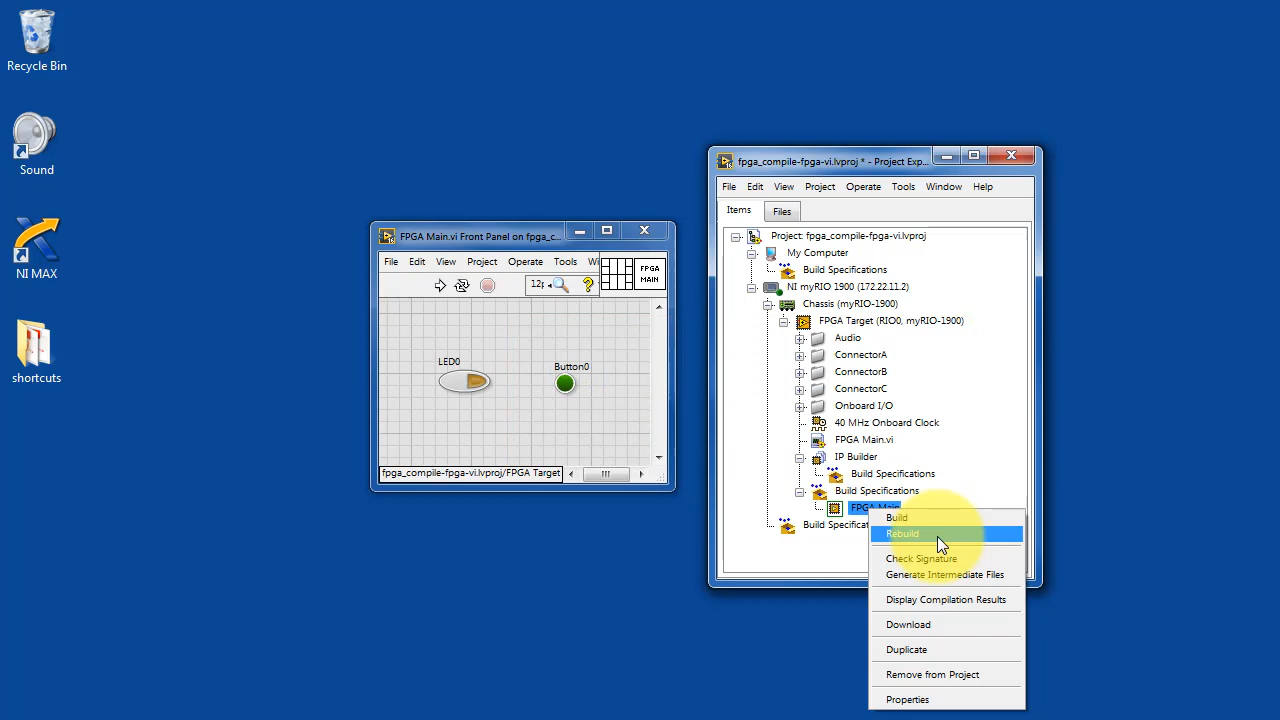 Recycle Bin
Sound
NI MAX
shortcuts
FPGA Main.vi Front Panel on fpga_c...
File Edit View Project Operate Tools Wi
FPGA
MAIN
LED0
Button0
fpga_compile-fpga-vi.lvproj/FPGA Target
fpga_compile-fpga-vi.lvproj * - Project Exp...
File Edit View Project Operate Tools Window Help
Items Files
Project: fpga_compile-fpga-vi.lvproj
My Computer
Build Specifications
NI myRIO 1900 (172.22.11.2)
Chassis (myRIO-1900)
FPGA Target (RIO0, myRIO-1900)
Audio
ConnectorA
ConnectorB
ConnectorC
Onboard I/O
40 MHz Onboard Clock
FPGA Main.vi
IP Builder
Build Specifications
Build Specifications
FPGA Main
Build Specificat
Build
Rebuild
Check Signature
Generate Intermediate Files
Display Compilation Results
Download
Duplicate
Remove from Project
Properties